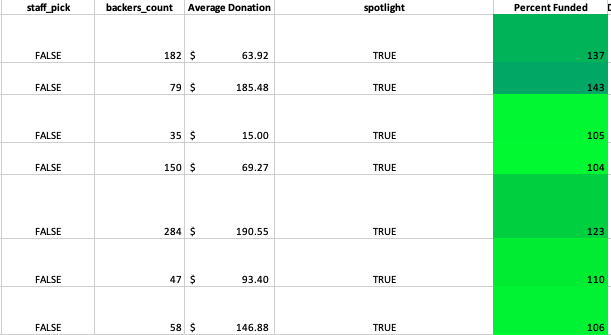 staff_pick backers_count Average Donation spotlight Percent Funded
FALSE 182 $ 63.92 TRUE 137
FALSE 79 $ 185.48 TRUE 143
FALSE 35 $ 15.00 TRUE 105
FALSE 150 $ 69.27 TRUE 104
FALSE 284 $ 190.55 TRUE 123
FALSE 47 $ 93.40 TRUE 110
FALSE 58 $ 146.88 TRUE 106